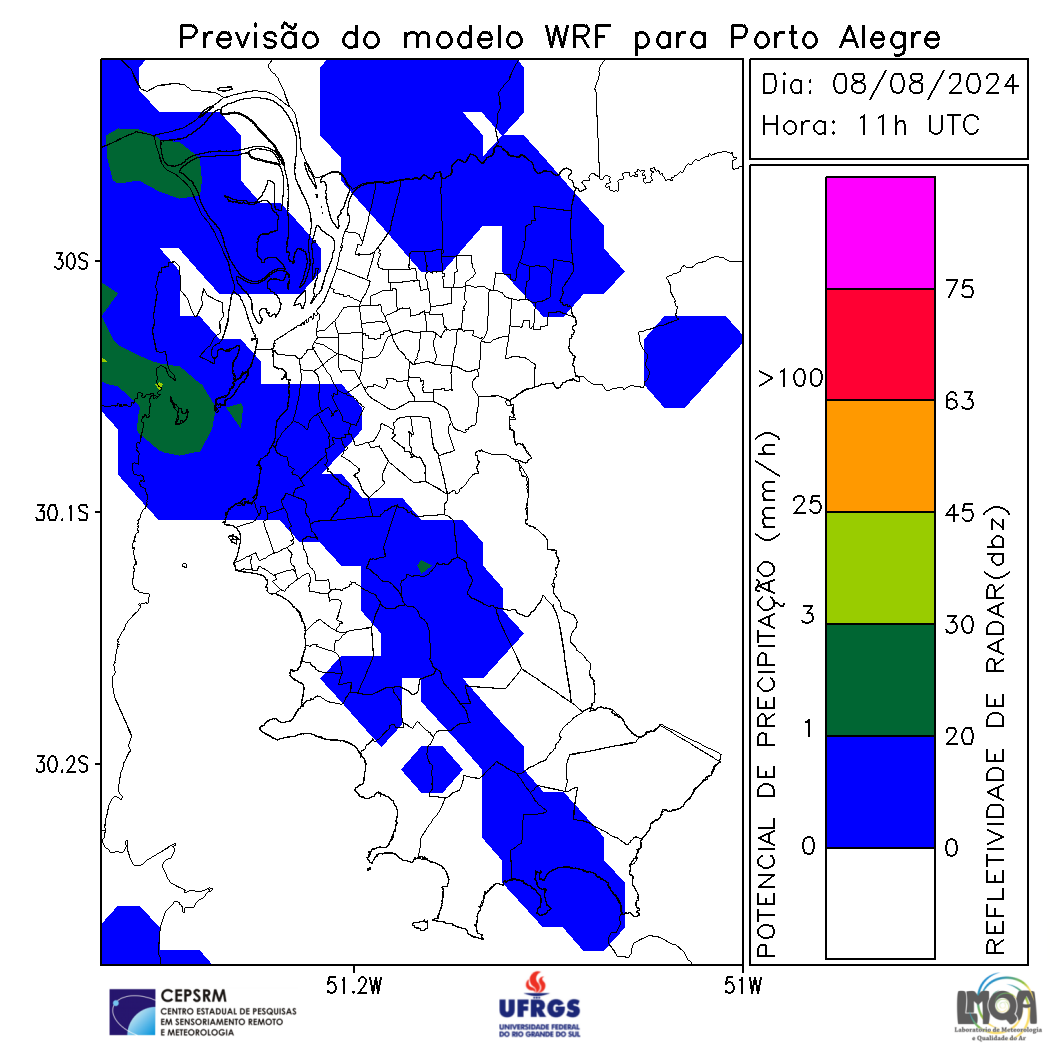 Previsão do modelo WRF para Porto Alegre
Dia: 08/08/2024
Hora: 11h UTC
30S
30.1S
30.2S
51.2W
51W
POTENCIAL DE PRECIPITAÇÃO (mm/h)
>100
25
3
1
0
75
63
45
30
20
0
REFLETIVIDADE DE RADAR(dbz)
CEPSRM
CENTRO ESTADUAL DE PESQUISAS
EM SENSORIAMENTO REMOTO
E METEOROLOGIA
UFRGS
UNIVERSIDADE FEDERAL
DO RIO GRANDE DO SUL
LMQA
Laboratório de Meteorologia
e Qualidade do Ar